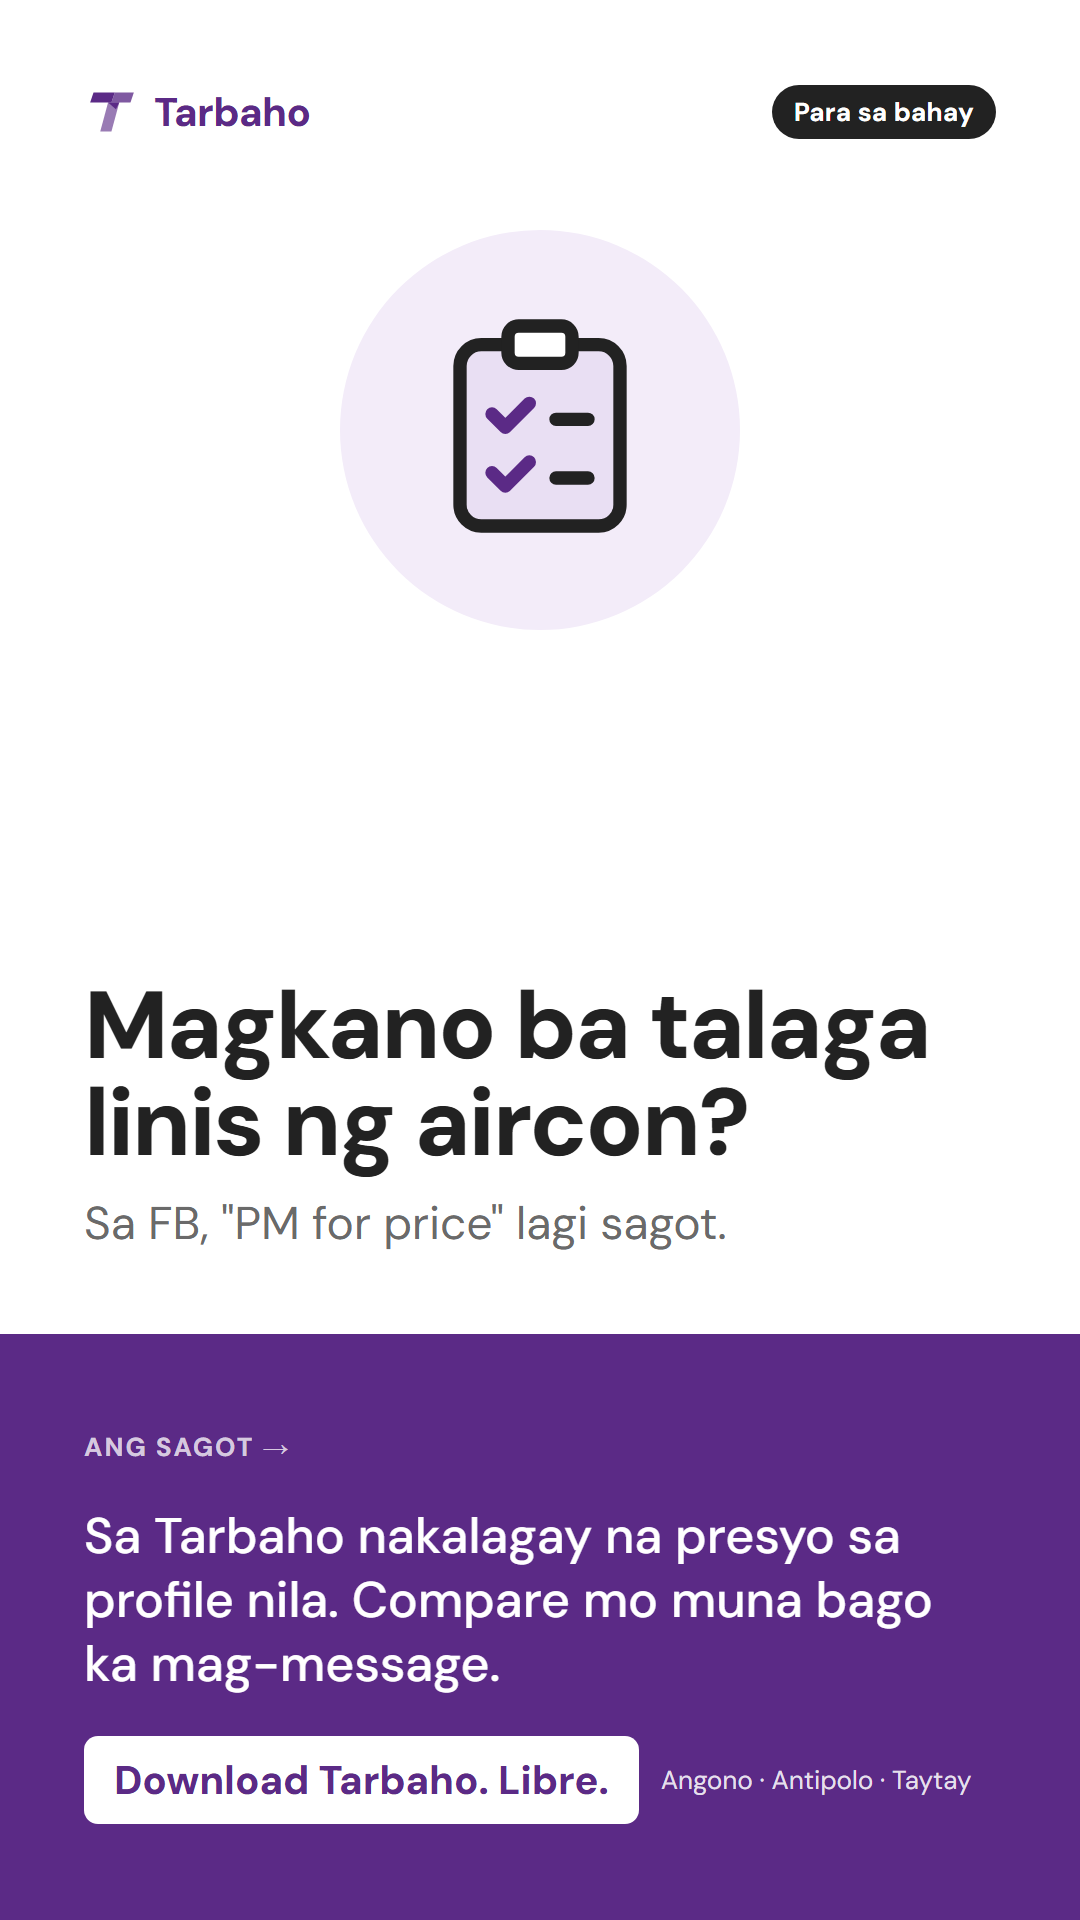 Tarbaho
Para sa bahay
Magkano ba talaga
linis ng aircon?
Sa FB, "PM for price" lagi sagot.
ANG SAGOT →
Sa Tarbaho nakalagay na presyo sa
profile nila. Compare mo muna bago
ka mag-message.
Download Tarbaho. Libre.
Angono · Antipolo · Taytay